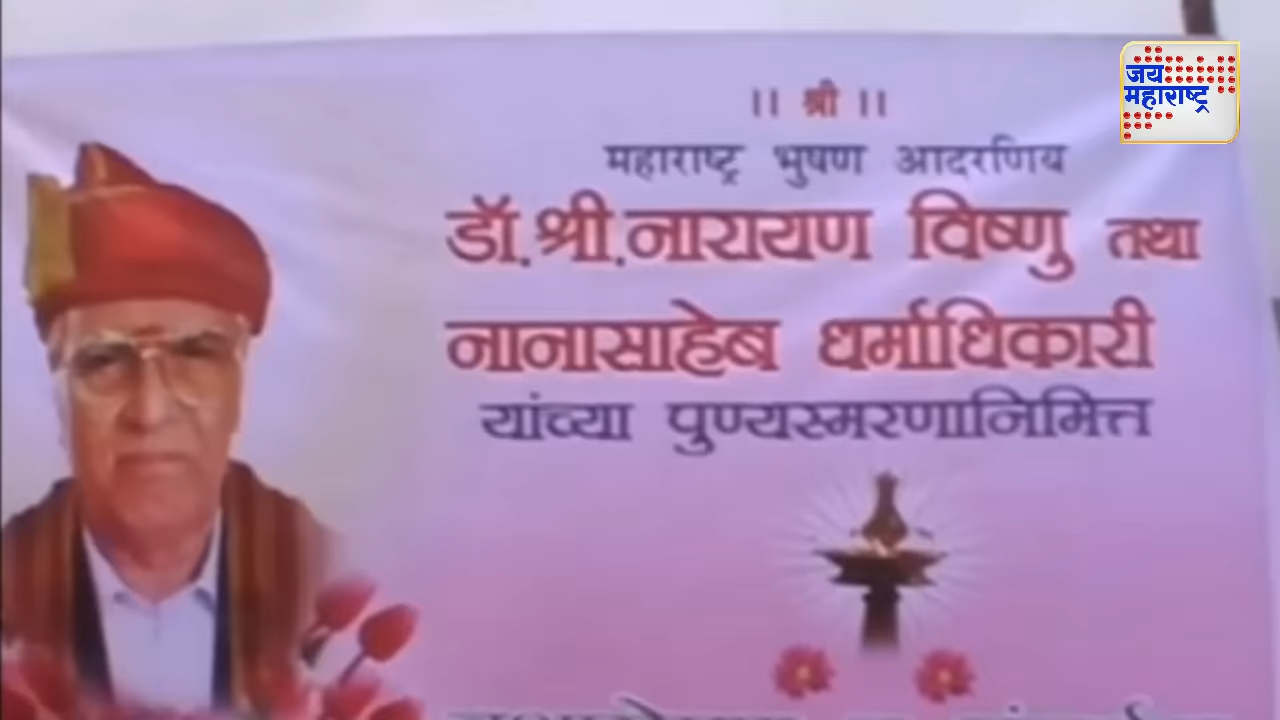 ।। श्री ।।
जय
महाराष्ट्र
महाराष्ट्र भुषण आदरणिय
डॉ. श्री. नारायण विष्णु तथा
नानासाहेब धर्माधिकारी
यांच्या पुण्यस्मरणानिमित्त